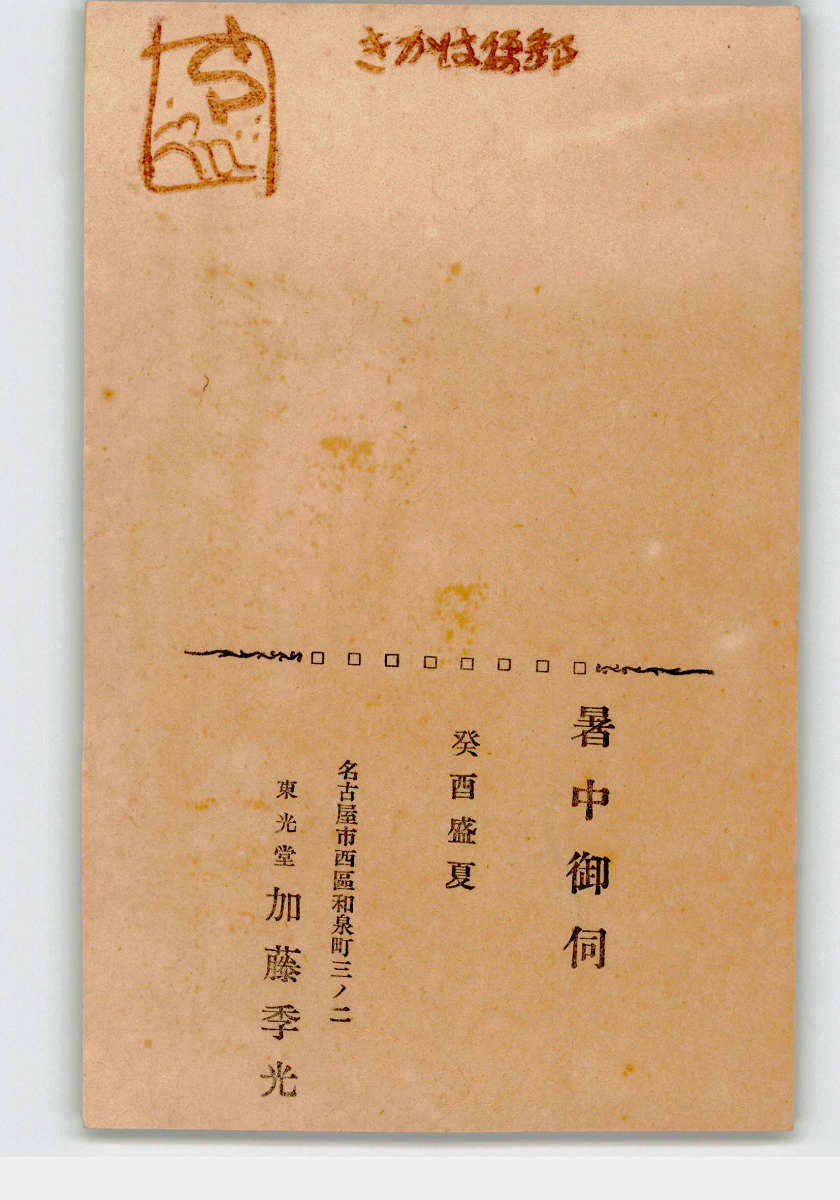 きかは便郵
暑中御伺
癸酉盛夏
名古屋市西區和泉町三ノ二
東光堂 加藤季光